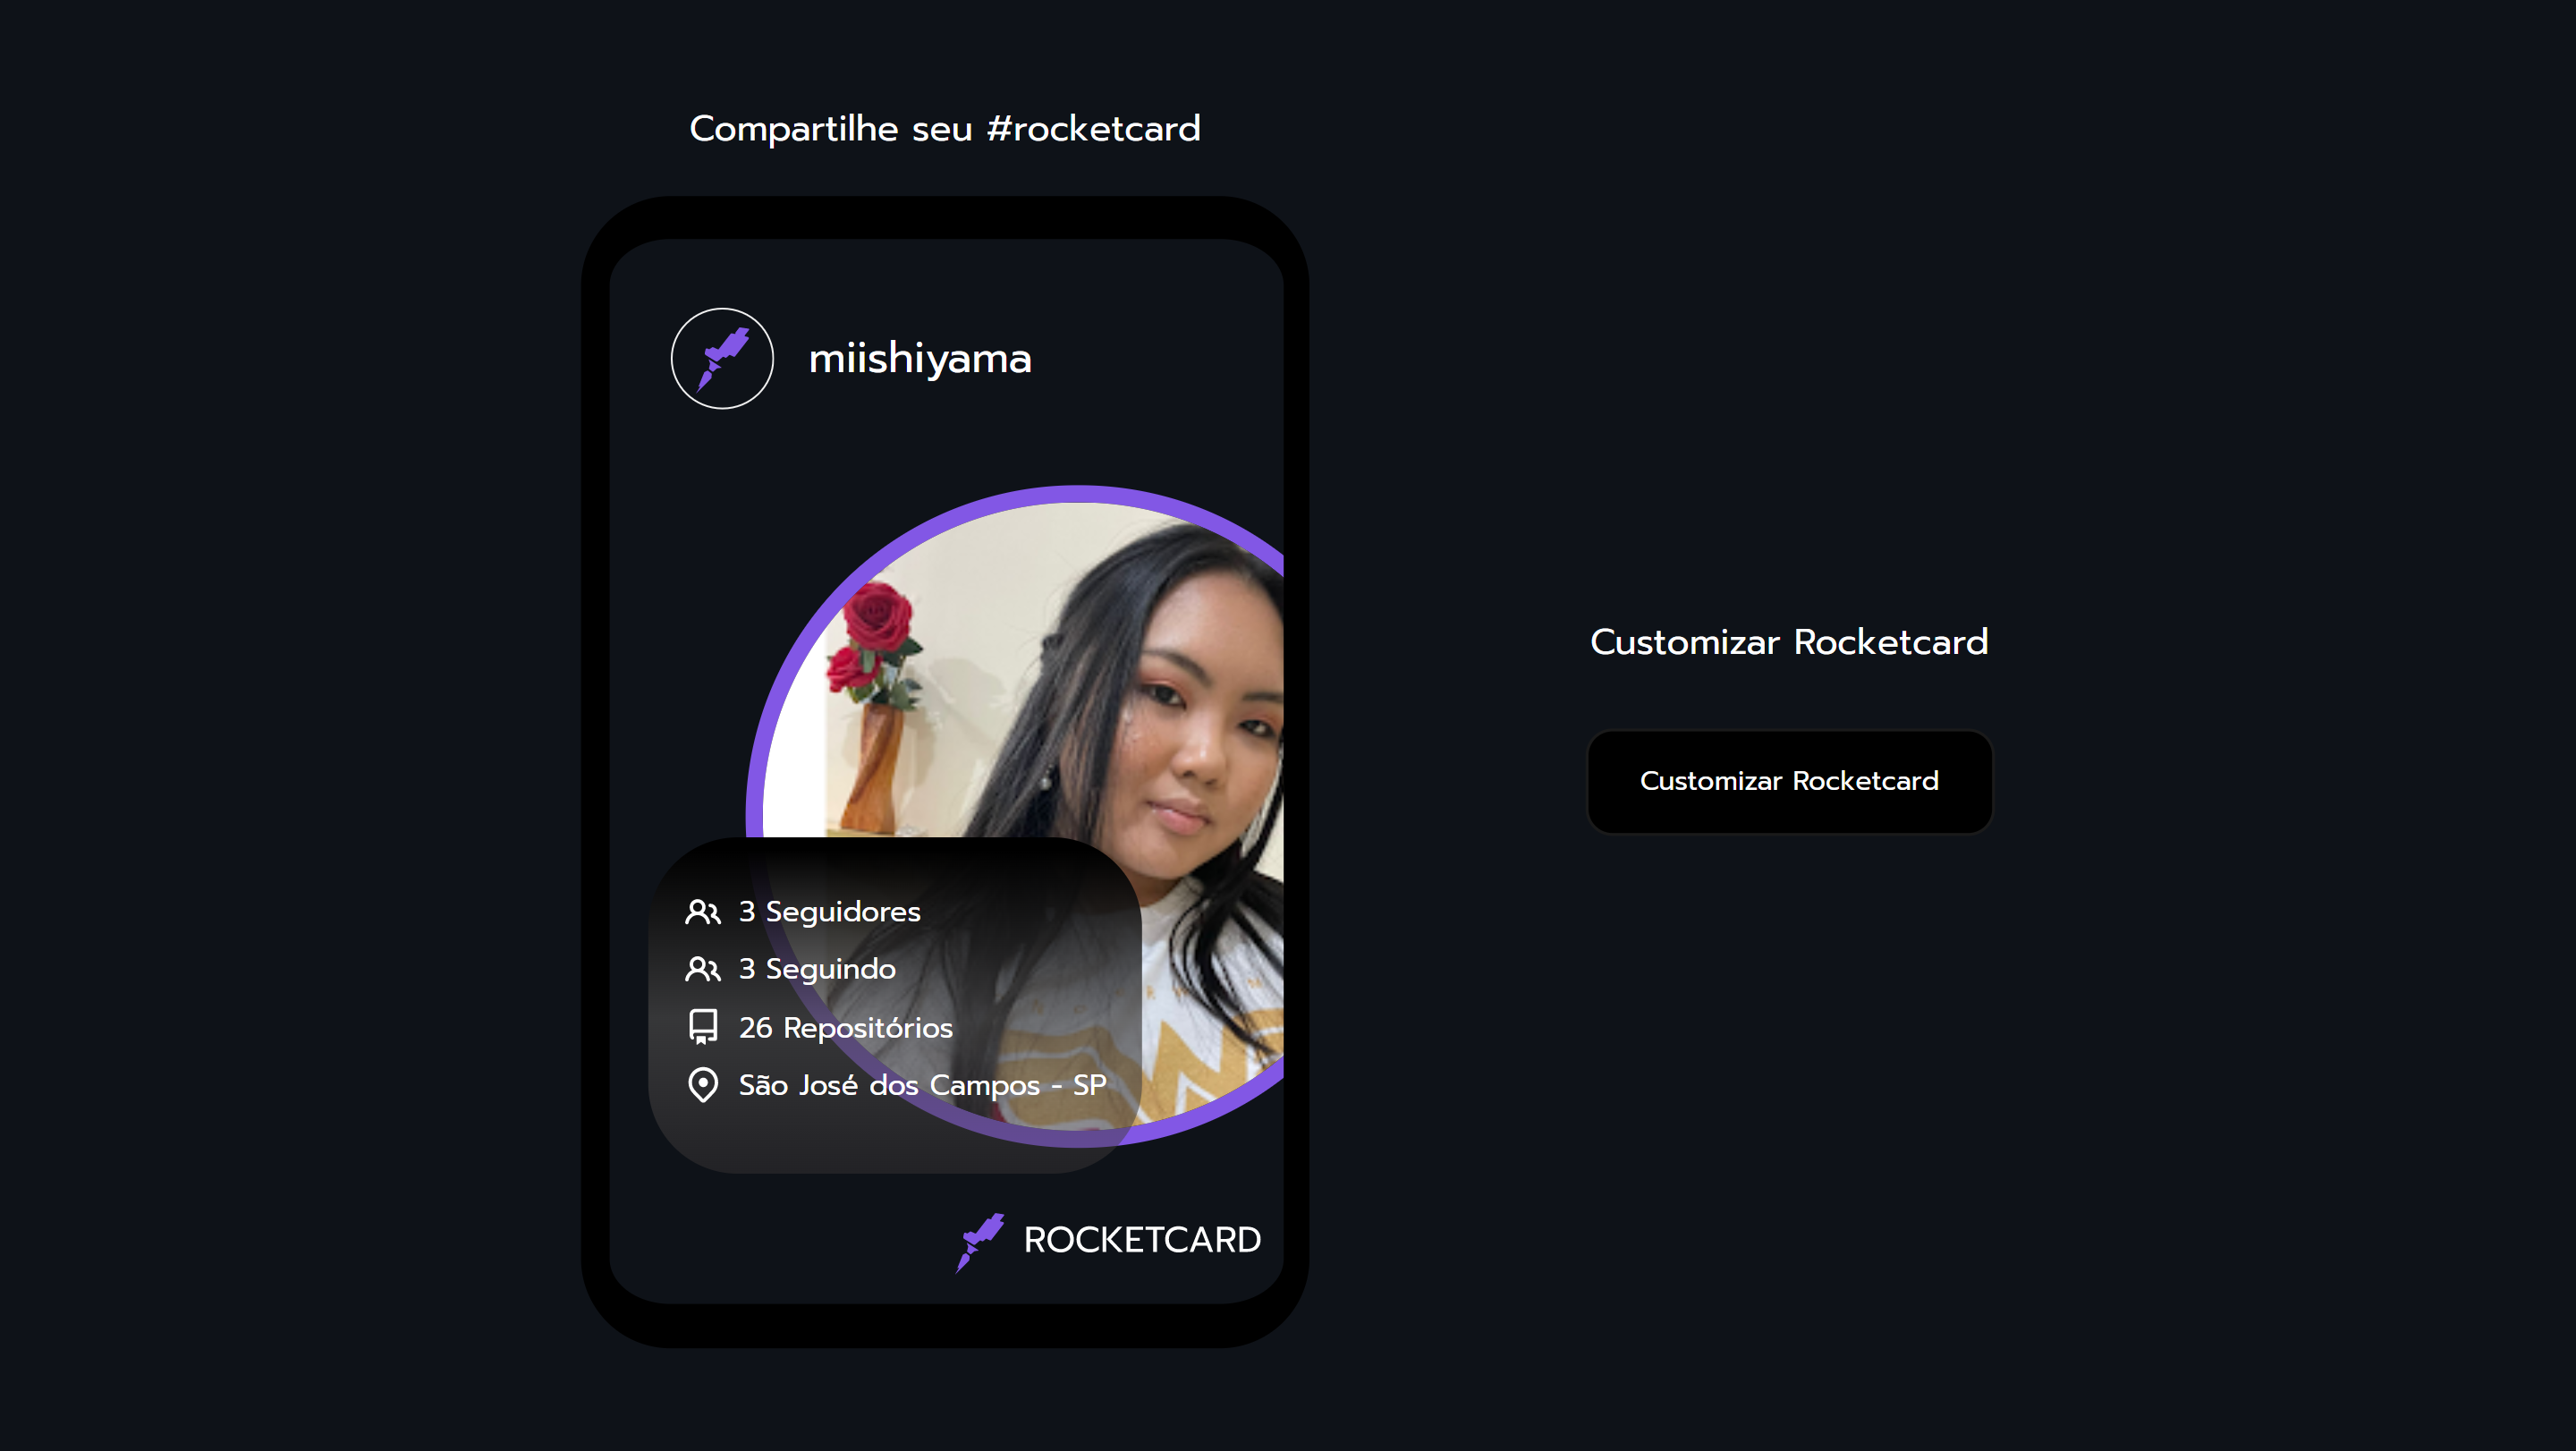 Compartilhe seu #rocketcard
miishiyama
3 Seguidores
3 Seguindo
26 Repositórios
São José dos Campos - SP
ROCKETCARD
Customizar Rocketcard
Customizar Rocketcard